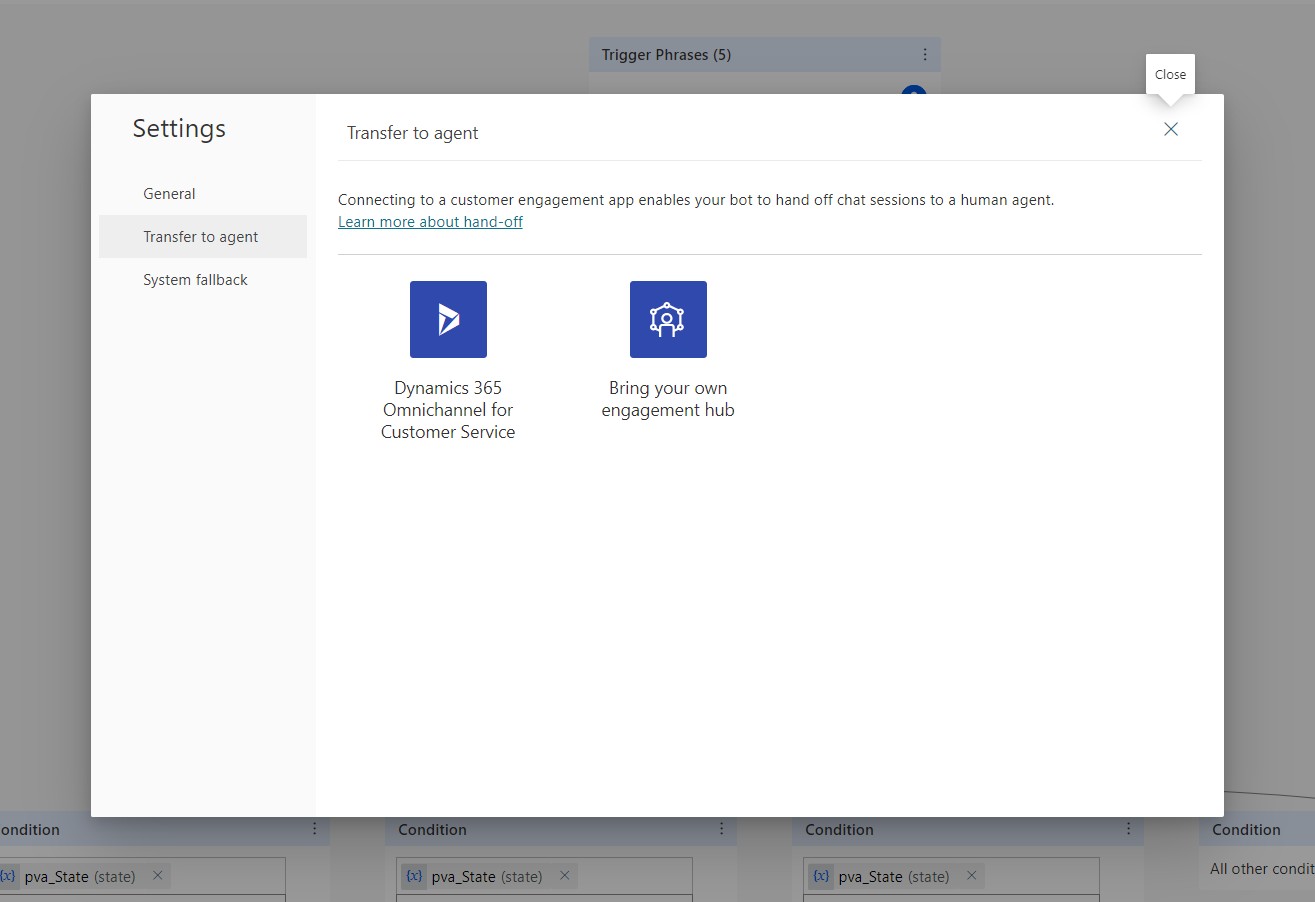 Trigger Phrases (5)
Close
Settings
Transfer to agent
General
Transfer to agent
System fallback
Connecting to a customer engagement app enables your bot to hand off chat sessions to a human agent.
Learn more about hand-off
Dynamics 365
Omnichannel for
Customer Service
Bring your own
engagement hub
ondition
Condition
Condition
Condition
{x} pva_State (state)
{x} pva_State (state)
{x} pva_State (state)
All other condit